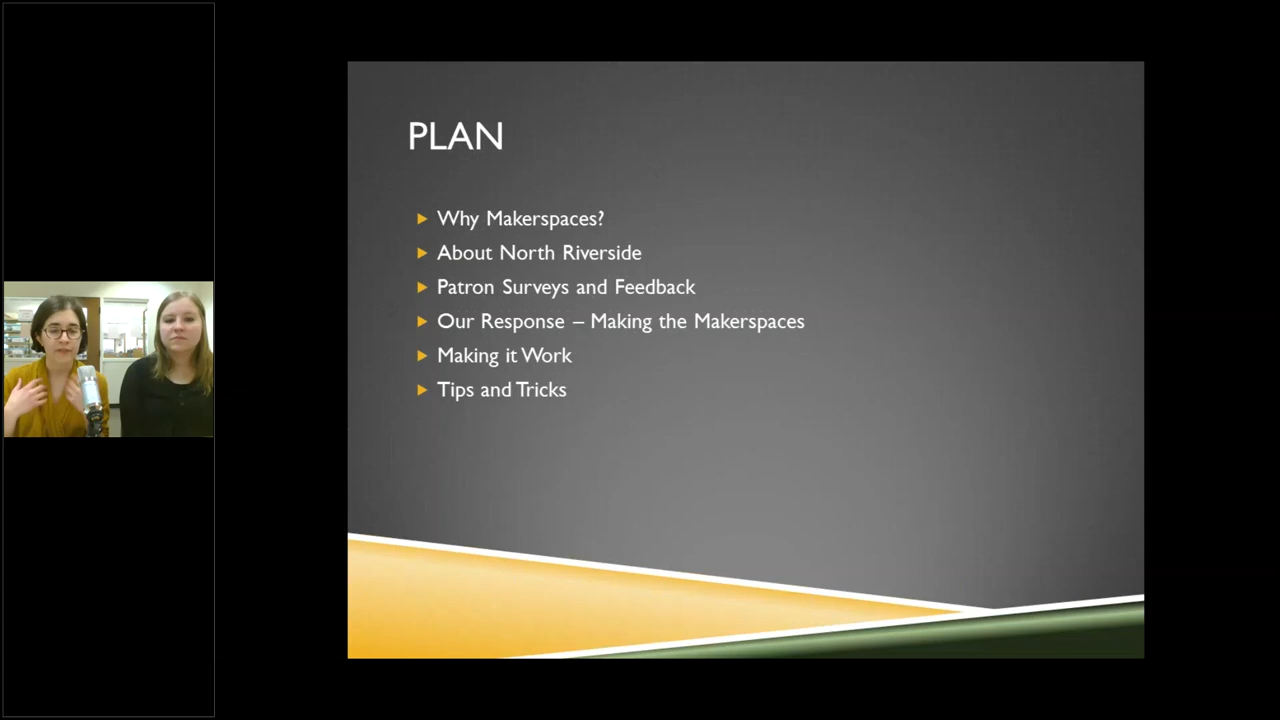 PLAN
Why Makerspaces?
About North Riverside
Patron Surveys and Feedback
Our Response – Making the Makerspaces
Making it Work
Tips and Tricks